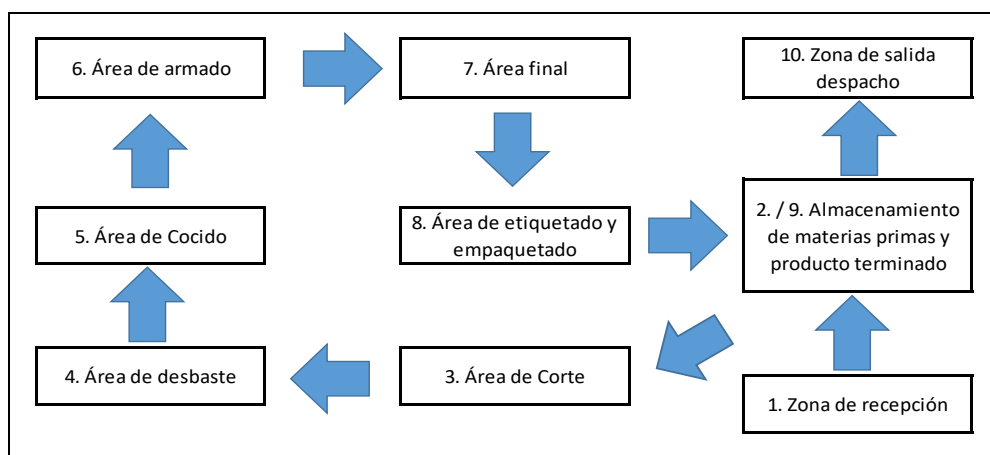 6. Área de armado
7. Área final
10. Zona de salida
despacho
5. Área de Cocido
8. Área de etiquetado y
empaquetado
2. / 9. Almacenamiento
de materias primas y
producto terminado
4. Área de desbaste
3. Área de Corte
1. Zona de recepción